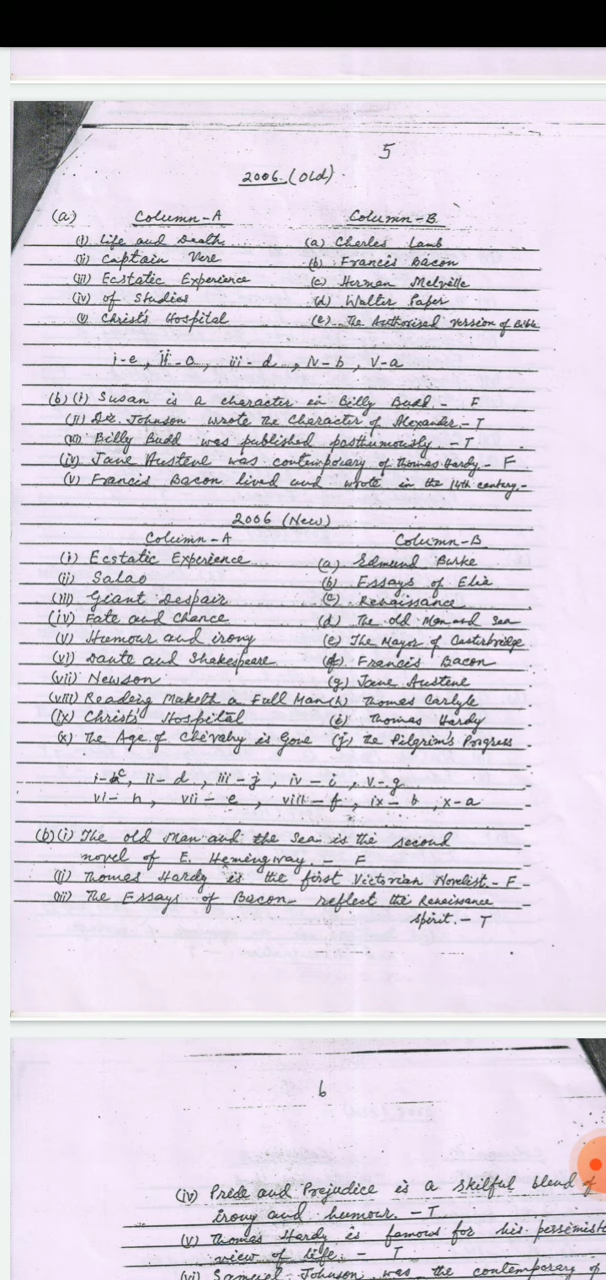 5
2006 (Old)
(a) Column-A Column-B
(i) Life and Death (a) Charles Lamb
(ii) Captain Vere (b) Francis Bacon
(iii) Ecstatic Experience (c) Herman Melville
(iv) of Studies (d) Walter Pater
(v) Christ's Hospital (e) The Authorised version of Bible
i-e, ii-c, iii-d, iv-b, v-a
(b) (i) Susan is a character in Billy Budd - F
(ii) Dr. Johnson wrote the Character of Alexander - T
(iii) Billy Budd was published posthumously. - T
(iv) Jane Austene was contemporary of Thomas Hardy - F
(v) Francis Bacon lived and wrote in the 14th century. -
2006 (New)
Column-A Column-B
(i) Ecstatic Experience (a) Edmund Burke
(ii) Salao (b) Essays of Elia
(iii) Giant Despair (c) Renaissance
(iv) Fate and Chance (d) The old Man and Sea
(v) Humour and irony (e) The Mayor of Casterbridge
(vi) Dante and Shakespeare (f) Francis Bacon
(vii) Newson (g) Jane Austene
(viii) Reading Maketh a Full Man (h) Thomas Carlyle
(ix) Christ's Hospital (i) Thomas Hardy
(x) The Age of Chivalry is Gone (j) the Pilgrim's Progress
i-c, ii-d, iii-j, iv-i, v-g
vi-h, vii-e, viii-f, ix-b, x-a
(b) (i) The old Man and the Sea is the second
novel of E. Hemingway. - F
(ii) Thomas Hardy is the first Victorian Novelist - F
(iii) The Essays of Bacon reflect the Renaissance
spirit. - T
6
(iv) Pride and Prejudice is a skilful blend of
irony and humour. - T
(v) Thomas Hardy is famous for his
view of life. - T
(vi) Samuel Johnson was the contemporary of